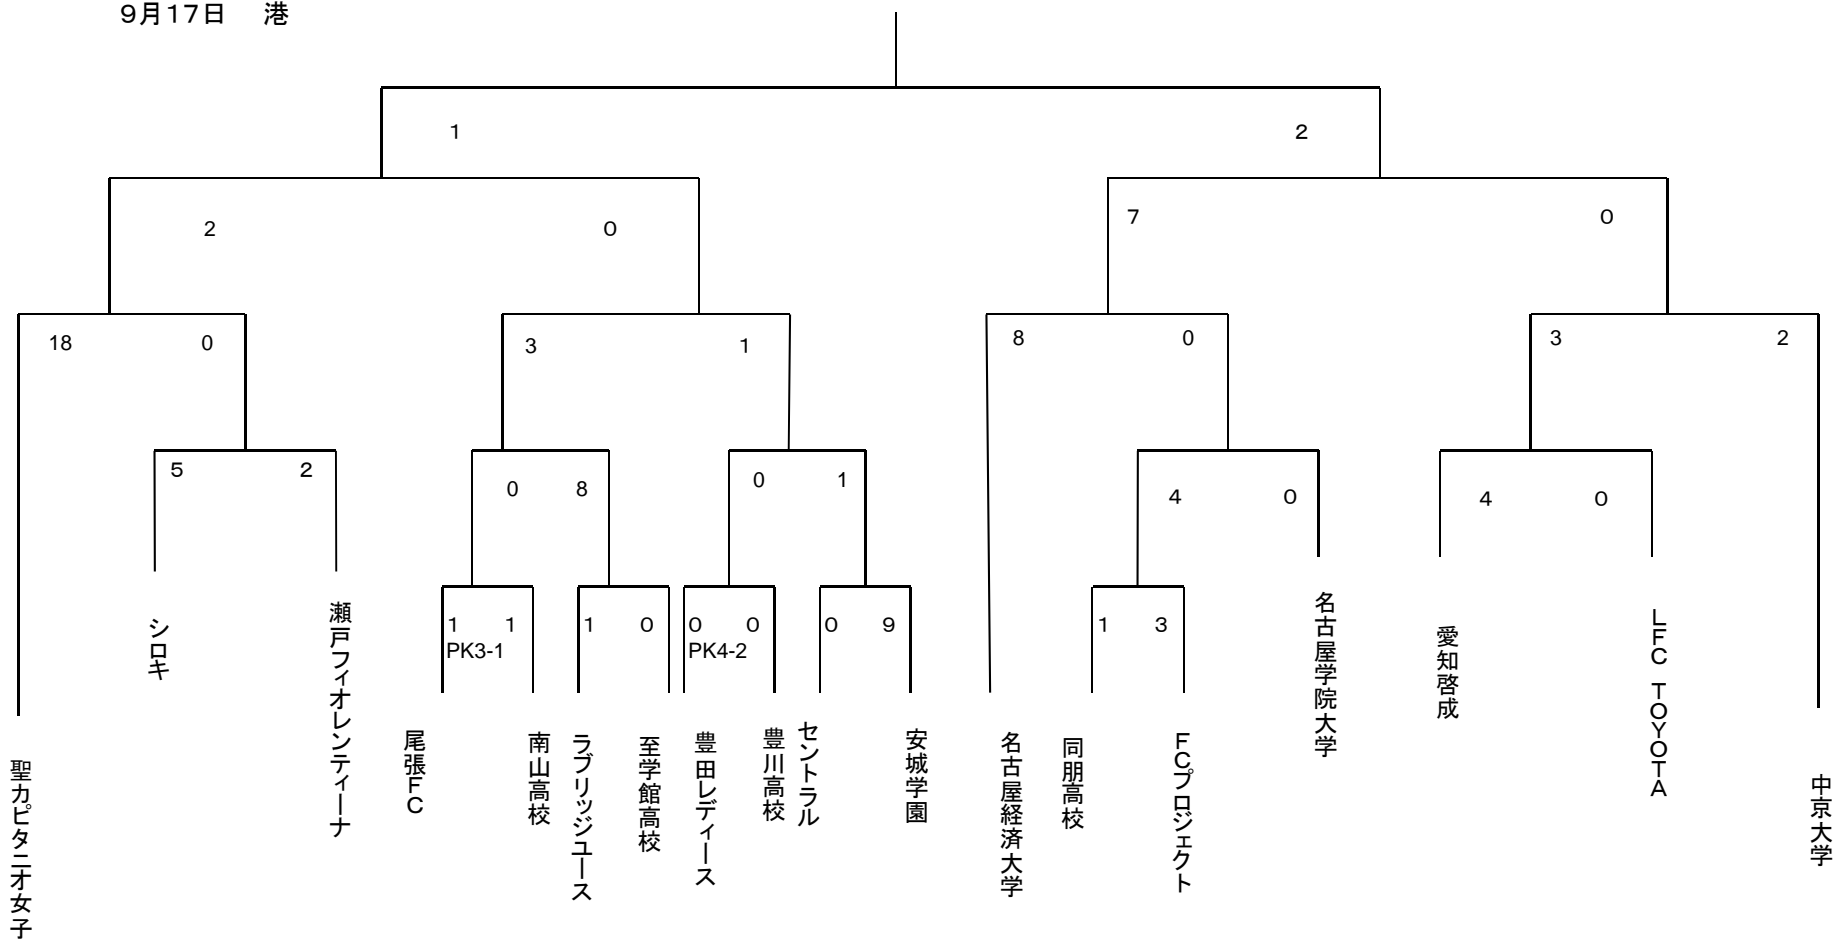 ９月１７日　港
1　2
2　0
7　0
18　0
3　1
8　0
3　2
5　2
0　8
0　1
4　0
4　0
1　1
PK3-1
1　0
0　0
PK4-2
0　9
1　3
聖カピタニオ女子
シロキ
瀬戸フィオレンティーナ
尾張ＦＣ
南山高校
ラブリッジユース
至学館高校
豊田レディース
豊川高校
セントラル
安城学園
名古屋経済大学
同朋高校
ＦＣプロジェクト
名古屋学院大学
愛知啓成
ＬＦＣ ＴＯＹＯＴＡ
中京大学